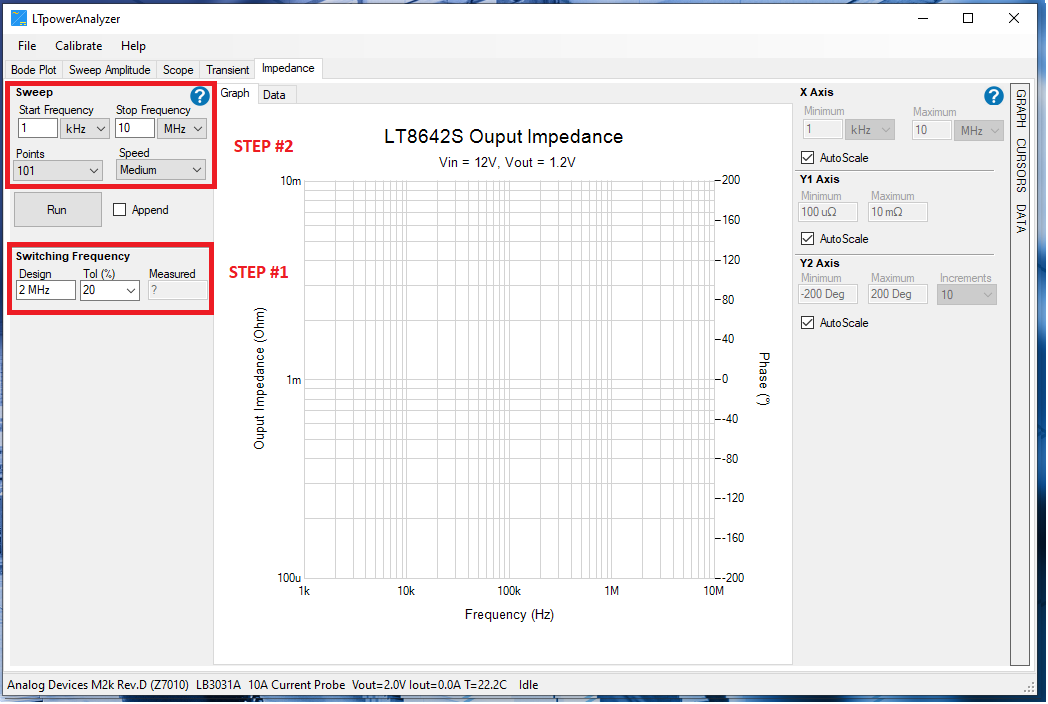 LTpowerAnalyzer
File Calibrate Help
Bode Plot Sweep Amplitude Scope Transient Impedance
Sweep ?
Start Frequency Stop Frequency
1 kHz 10 MHz
Points Speed
101 Medium
Run Append
Switching Frequency
Design Tol (%) Measured
2 MHz 20 ?
Graph Data
STEP #2
STEP #1
LT8642S Ouput Impedance
Vin = 12V, Vout = 1.2V
10m
1m
100u
Ouput Impedance (Ohm)
200
160
120
80
40
0
-40
-80
-120
-160
-200
Phase (°)
1k 10k 100k 1M 10M
Frequency (Hz)
X Axis ?
Minimum Maximum
1 kHz 10 MHz
AutoScale
Y1 Axis
Minimum Maximum
100 uΩ 10 mΩ
AutoScale
Y2 Axis
Minimum Maximum Increments
-200 Deg 200 Deg 10
AutoScale
GRAPH CURSORS DATA
Analog Devices M2k Rev.D (Z7010) LB3031A 10A Current Probe Vout=2.0V Iout=0.0A T=22.2C Idle